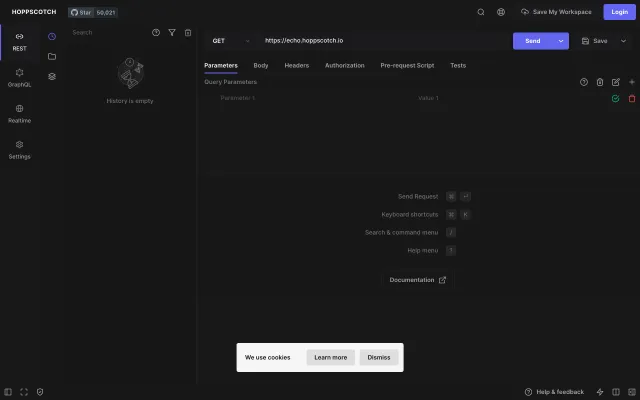 HOPPSCOTCH
Star 50,021
Save My Workspace
Login
REST
GraphQL
Realtime
Settings
Search
History is empty
GET
https://echo.hoppscotch.io
Send
Save
Parameters
Body
Headers
Authorization
Pre-request Script
Tests
Query Parameters
Parameter 1
Value 1
Send Request ⌘ ↵
Keyboard shortcuts ⌘ K
Search & command menu /
Help menu ?
Documentation
We use cookies
Learn more
Dismiss
Help & feedback